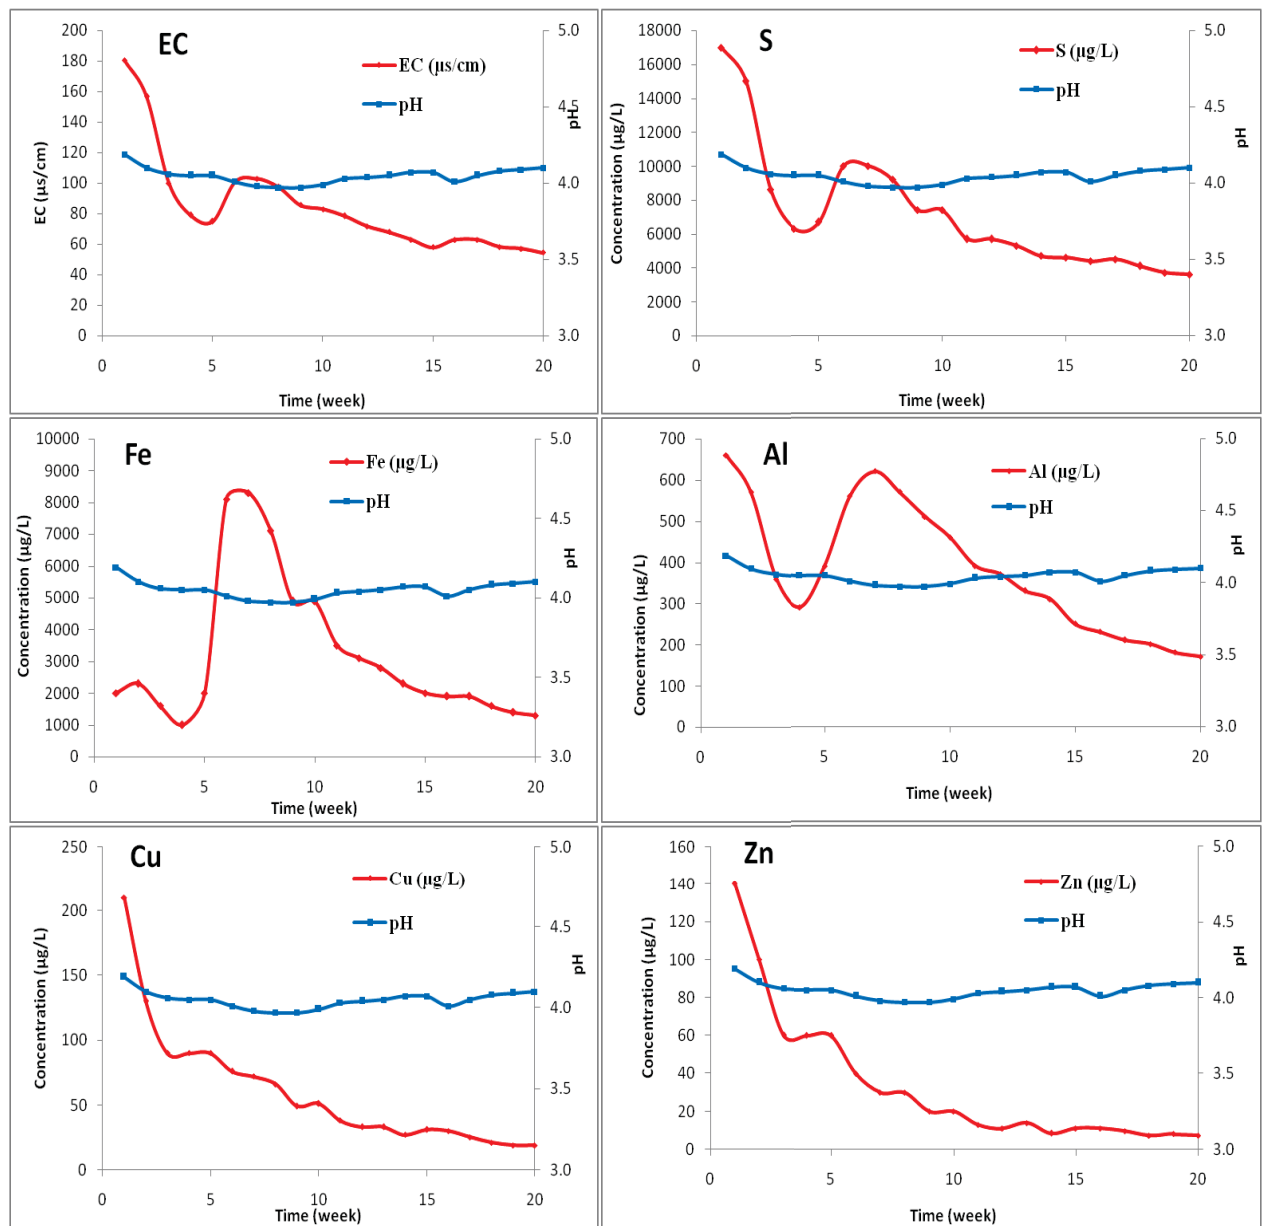 EC
EC (µs/cm)
pH
200
180
160
140
120
100
80
60
40
20
0
5.0
4.5
4.0
3.5
3.0
0 5 10 15 20
EC (µs/cm)
pH
Time (week)
S
S (µg/L)
pH
18000
16000
14000
12000
10000
8000
6000
4000
2000
0
5.0
4.5
4.0
3.5
3.0
0 5 10 15 20
Concentration (µg/L)
pH
Time (week)
Fe
Fe (µg/L)
pH
10000
9000
8000
7000
6000
5000
4000
3000
2000
1000
0
5.0
4.5
4.0
3.5
3.0
0 5 10 15 20
Concentration (µg/L)
pH
Time (week)
Al
Al (µg/L)
pH
700
600
500
400
300
200
100
0
5.0
4.5
4.0
3.5
3.0
0 5 10 15 20
Concentration (µg/L)
pH
Time (week)
Cu
Cu (µg/L)
pH
250
200
150
100
50
0
5.0
4.5
4.0
3.5
3.0
0 5 10 15 20
Concentration (µg/L)
pH
Time (week)
Zn
Zn (µg/L)
pH
160
140
120
100
80
60
40
20
0
5.0
4.5
4.0
3.5
3.0
0 5 10 15 20
Concentration (µg/L)
pH
Time (week)